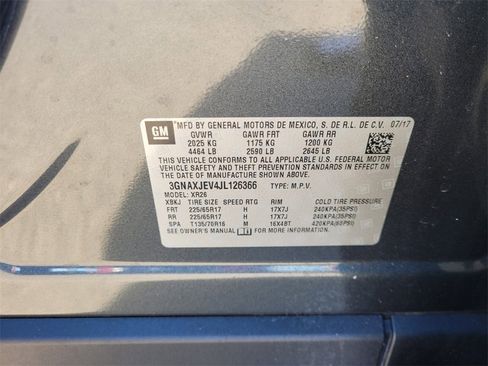 GM MFD BY GENERAL MOTORS DE MEXICO, S. DE R.L. DE C.V. 07/17
GVWR GAWR FRT GAWR RR
2025 KG 1175 KG 1200 KG
4464 LB 2590 LB 2645 LB
THIS VEHICLE CONFORMS TO ALL APPLICABLE U.S. FEDERAL MOTOR
VEHICLE SAFETY, BUMPER, AND THEFT PREVENTION STANDARDS IN
EFFECT ON THE DATE OF MANUFACTURE SHOWN ABOVE.
3GNAXJEV4JL126366 TYPE: M.P.V.
MODEL: XR26
XBKJ TIRE SIZE SPEED RTG RIM COLD TIRE PRESSURE
FRT 225/65R17 H 17X7J 240KPA(35PSI)
RR 225/65R17 H 17X7J 240KPA(35PSI)
SPA T135/70R16 M 16X4BT 420KPA(60PSI)
SEE OWNER'S MANUAL FOR MORE INFORMATION